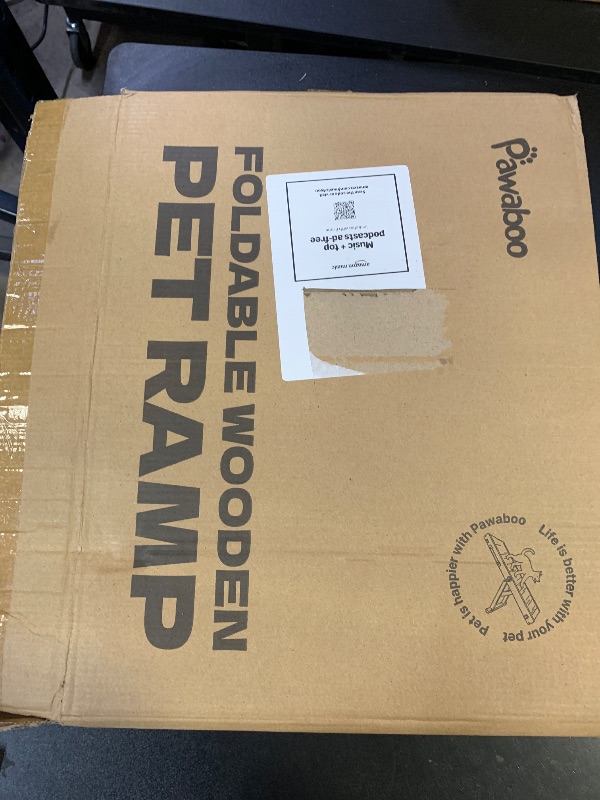 Pawaboo
FOLDABLE WOODEN
PET RAMP
amazon music
Music + top
podcasts ad-free
Life is better with your pet
Pet is happier with Pawaboo